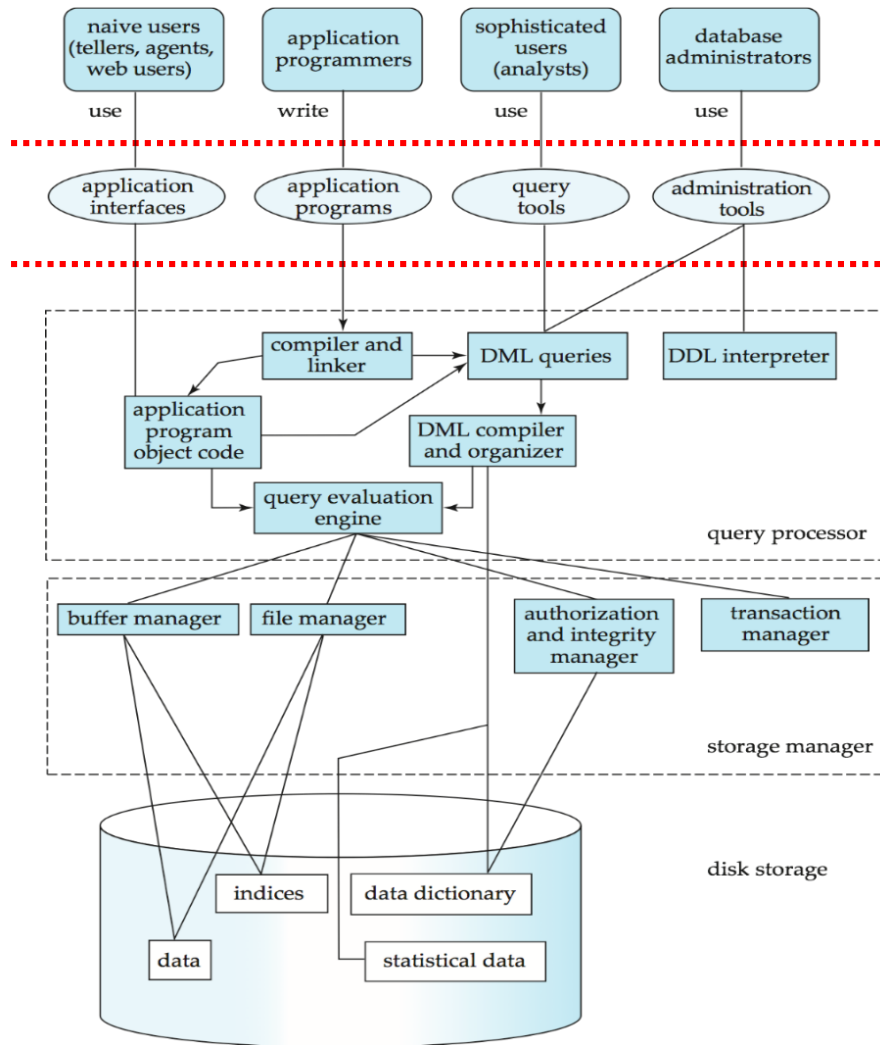 naive users
(tellers, agents,
web users)
application
programmers
sophisticated
users
(analysts)
database
administrators
use
write
use
use
application
interfaces
application
programs
query
tools
administration
tools
compiler and
linker
DML queries
DDL interpreter
application
program
object code
DML compiler
and organizer
query evaluation
engine
query processor
buffer manager
file manager
authorization
and integrity
manager
transaction
manager
storage manager
disk storage
indices
data dictionary
data
statistical data